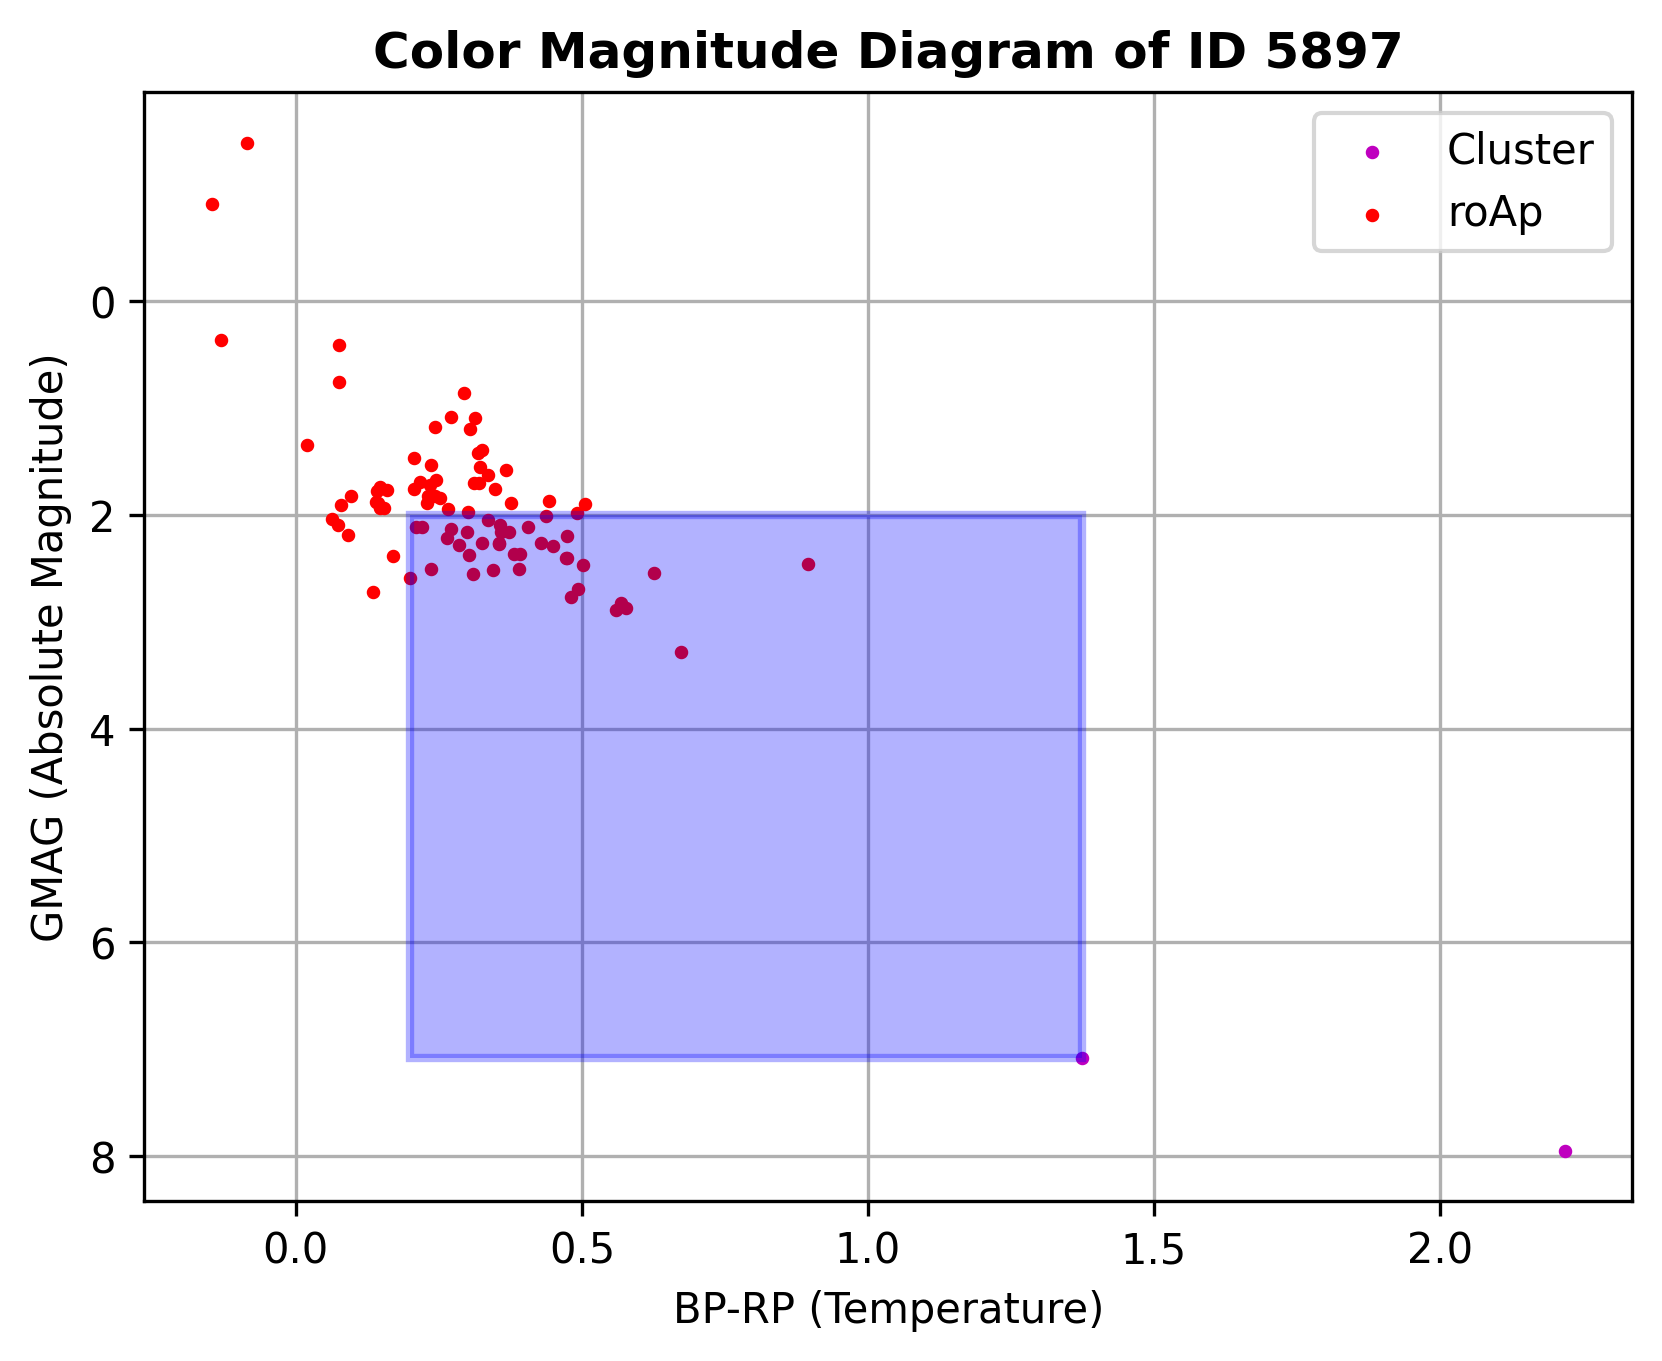 Color Magnitude Diagram of ID 5897
Cluster
roAp
GMAG (Absolute Magnitude)
0
2
4
6
8
0.0 0.5 1.0 1.5 2.0
BP-RP (Temperature)